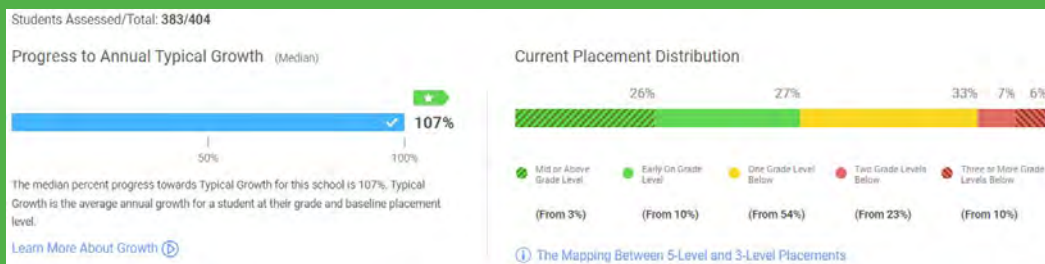 Students Assessed/Total: 383/404
Progress to Annual Typical Growth (Median)
107%
50%
100%
The median percent progress towards Typical Growth for this school is 107%. Typical
Growth is the average annual growth for a student at their grade and baseline placement
level.
Learn More About Growth
Current Placement Distribution
26% 27% 33% 7% 6%
Mid or Above
Grade Level
(From 3%)
Early On Grade
Level
(From 10%)
One Grade Level
Below
(From 54%)
Two Grade Levels
Below
(From 23%)
Three or More Grade
Levels Below
(From 10%)
The Mapping Between 5-Level and 3-Level Placements